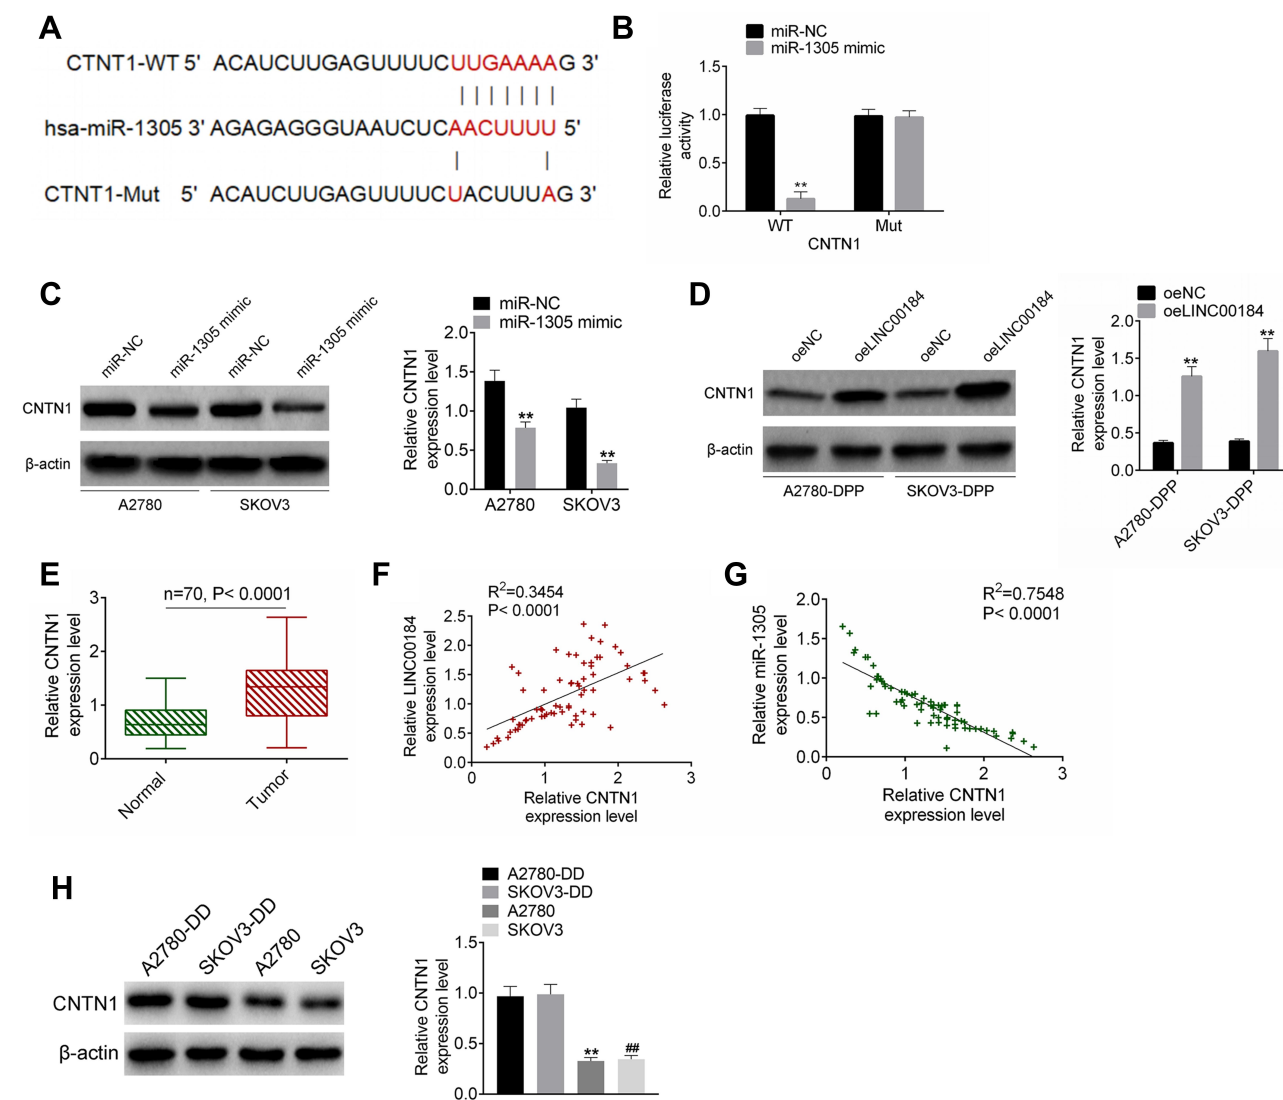 A
CTNT1-WT 5' ACAUCUUGAGUUUUCUUGAAAAG 3'
hsa-miR-1305 3' AGAGAGGGUAAUCUCAACUUUU 5'
CTNT1-Mut 5' ACAUCUUGAGUUUUCUACUUUAG 3'
B
miR-NC
miR-1305 mimic
Relative luciferase
activity
1.5
1.0
0.5
0.0
**
WT
Mut
CNTN1
C
miR-NC
miR-1305 mimic
miR-NC
miR-1305 mimic
CNTN1
β-actin
A2780
SKOV3
miR-NC
miR-1305 mimic
Relative CNTN1
expression level
2.0
1.5
1.0
0.5
0.0
**
**
A2780
SKOV3
D
oeNC
oeLINC00184
oeNC
oeLINC00184
CNTN1
β-actin
A2780-DPP
SKOV3-DPP
oeNC
oeLINC00184
Relative CNTN1
expression level
2.0
1.5
1.0
0.5
0.0
**
**
A2780-DPP
SKOV3-DPP
E
n=70, P< 0.0001
Relative CNTN1
expression level
3
2
1
0
Normal
Tumor
F
R²=0.3454
P< 0.0001
Relative LINC00184
expression level
2.5
2.0
1.5
1.0
0.5
0.0
0
1
2
3
Relative CNTN1
expression level
G
R²=0.7548
P< 0.0001
Relative miR-1305
expression level
2.0
1.5
1.0
0.5
0.0
0
1
2
3
Relative CNTN1
expression level
H
A2780-DD
SKOV3-DD
A2780
SKOV3
CNTN1
β-actin
A2780-DD
SKOV3-DD
A2780
SKOV3
Relative CNTN1
expression level
1.5
1.0
0.5
0.0
**
##